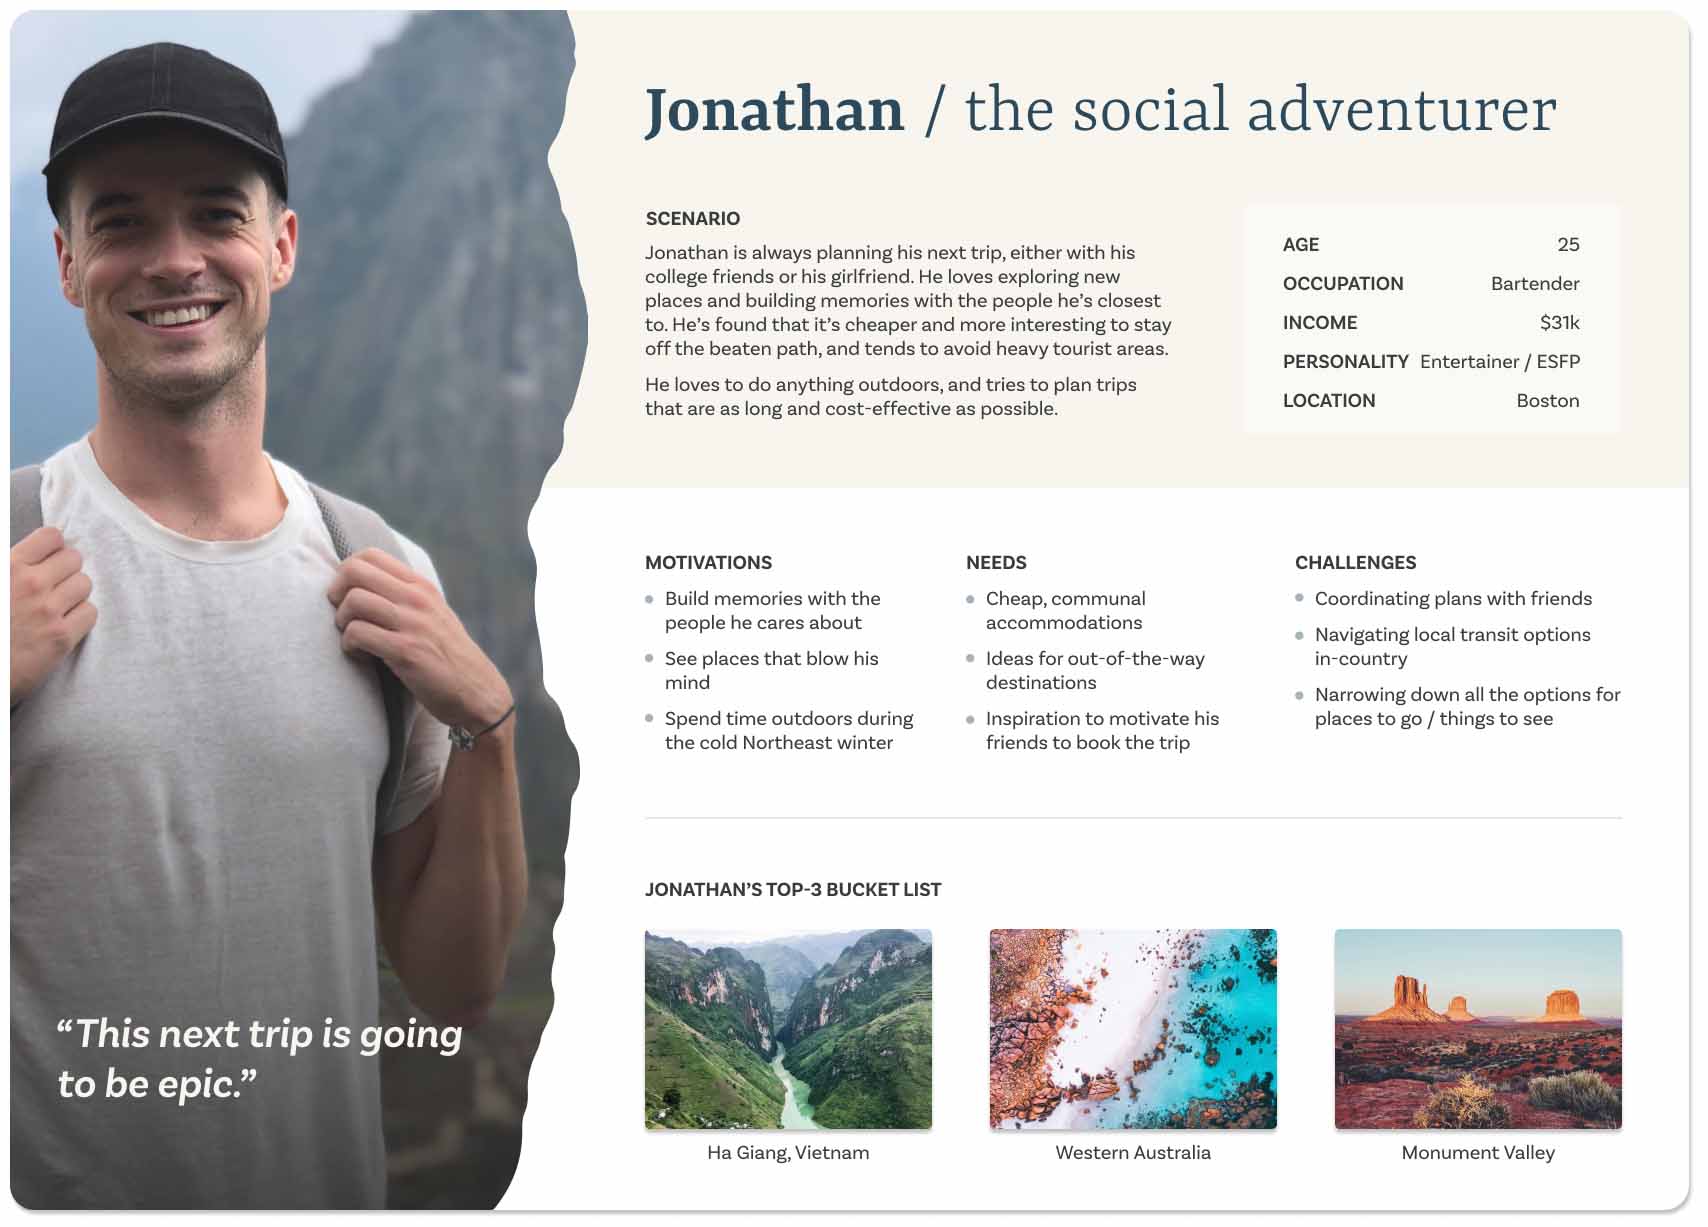 Jonathan / the social adventurer
SCENARIO
Jonathan is always planning his next trip, either with his
college friends or his girlfriend. He loves exploring new
places and building memories with the people he’s closest
to. He’s found that it’s cheaper and more interesting to stay
off the beaten path, and tends to avoid heavy tourist areas.
He loves to do anything outdoors, and tries to plan trips
that are as long and cost-effective as possible.
AGE 25
OCCUPATION Bartender
INCOME $31k
PERSONALITY Entertainer / ESFP
LOCATION Boston
MOTIVATIONS
Build memories with the
people he cares about
See places that blow his
mind
Spend time outdoors during
the cold Northeast winter
NEEDS
Cheap, communal
accommodations
Ideas for out-of-the-way
destinations
Inspiration to motivate his
friends to book the trip
CHALLENGES
Coordinating plans with friends
Navigating local transit options
in-country
Narrowing down all the options for
places to go / things to see
JONATHAN’S TOP-3 BUCKET LIST
Ha Giang, Vietnam
Western Australia
Monument Valley
“This next trip is going
to be epic.”